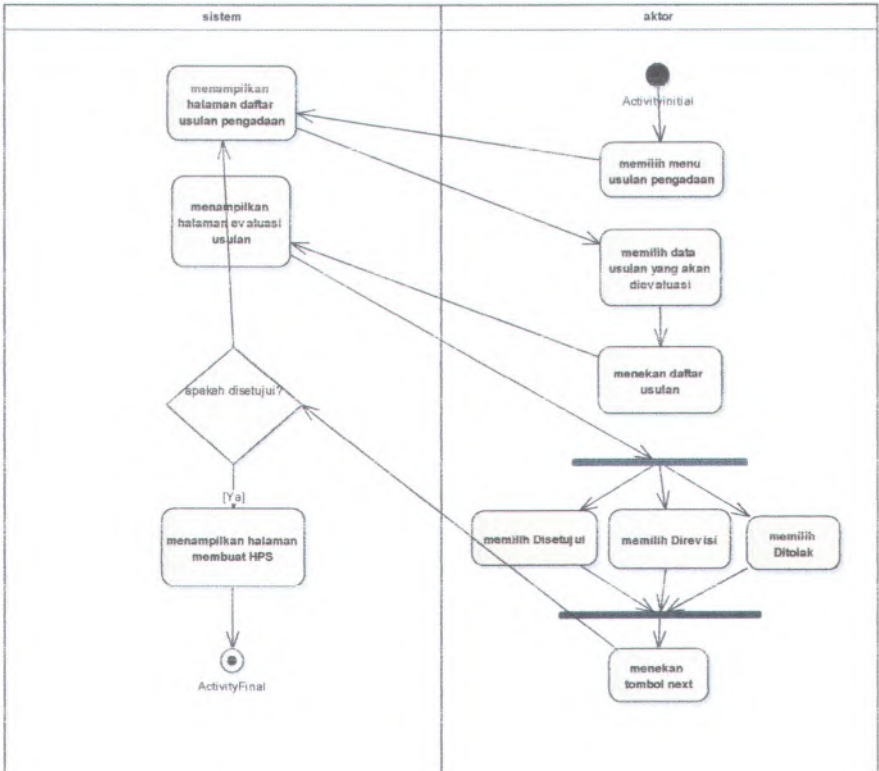 sistem
aktor
menampilkan
halaman daftar
usulan pengadaan
ActivityInitial
memilih menu
usulan pengadaan
menampilkan
halaman evaluasi
usulan
memilih data
usulan yang akan
dievaluasi
menekan daftar
usulan
apakah disetujui?
[Ya]
menampilkan halaman
membuat HPS
memilih Disetujui
memilih Direvisi
memilih
Ditolak
menekan
tombol next
ActivityFinal